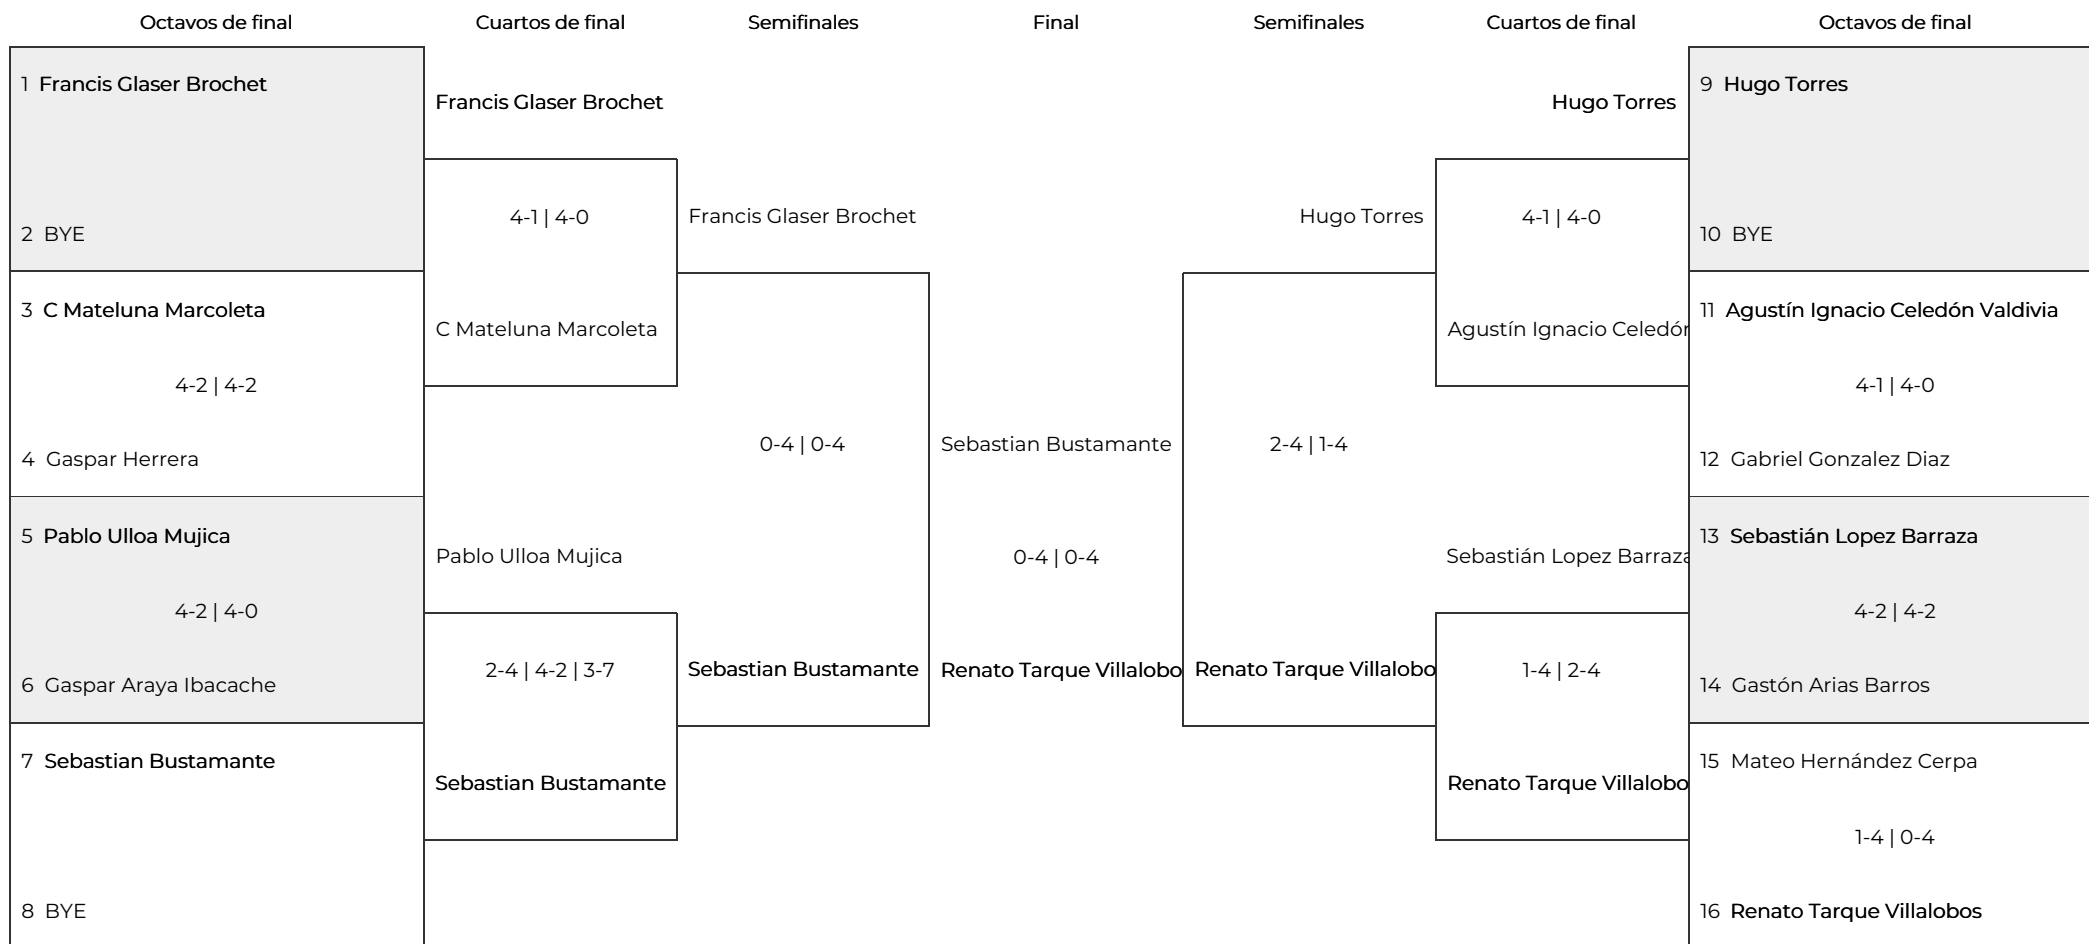 Octavos de final
Cuartos de final
Semifinales
Final
Semifinales
Cuartos de final
Octavos de final
1 Francis Glaser Brochet
2 BYE
3 C Mateluna Marcoleta
4-2 | 4-2
4 Gaspar Herrera
5 Pablo Ulloa Mujica
4-2 | 4-0
6 Gaspar Araya Ibacache
7 Sebastian Bustamante
8 BYE
Francis Glaser Brochet
4-1 | 4-0
C Mateluna Marcoleta
Pablo Ulloa Mujica
2-4 | 4-2 | 3-7
Sebastian Bustamante
Francis Glaser Brochet
0-4 | 0-4
Sebastian Bustamante
Sebastian Bustamante
0-4 | 0-4
Renato Tarque Villalobo
Hugo Torres
2-4 | 1-4
Renato Tarque Villalobo
Hugo Torres
4-1 | 4-0
Agustín Ignacio Celedón
Sebastián Lopez Barraza
1-4 | 2-4
Renato Tarque Villalobo
9 Hugo Torres
10 BYE
11 Agustín Ignacio Celedón Valdivia
4-1 | 4-0
12 Gabriel Gonzalez Diaz
13 Sebastián Lopez Barraza
4-2 | 4-2
14 Gastón Arias Barros
15 Mateo Hernández Cerpa
1-4 | 0-4
16 Renato Tarque Villalobos